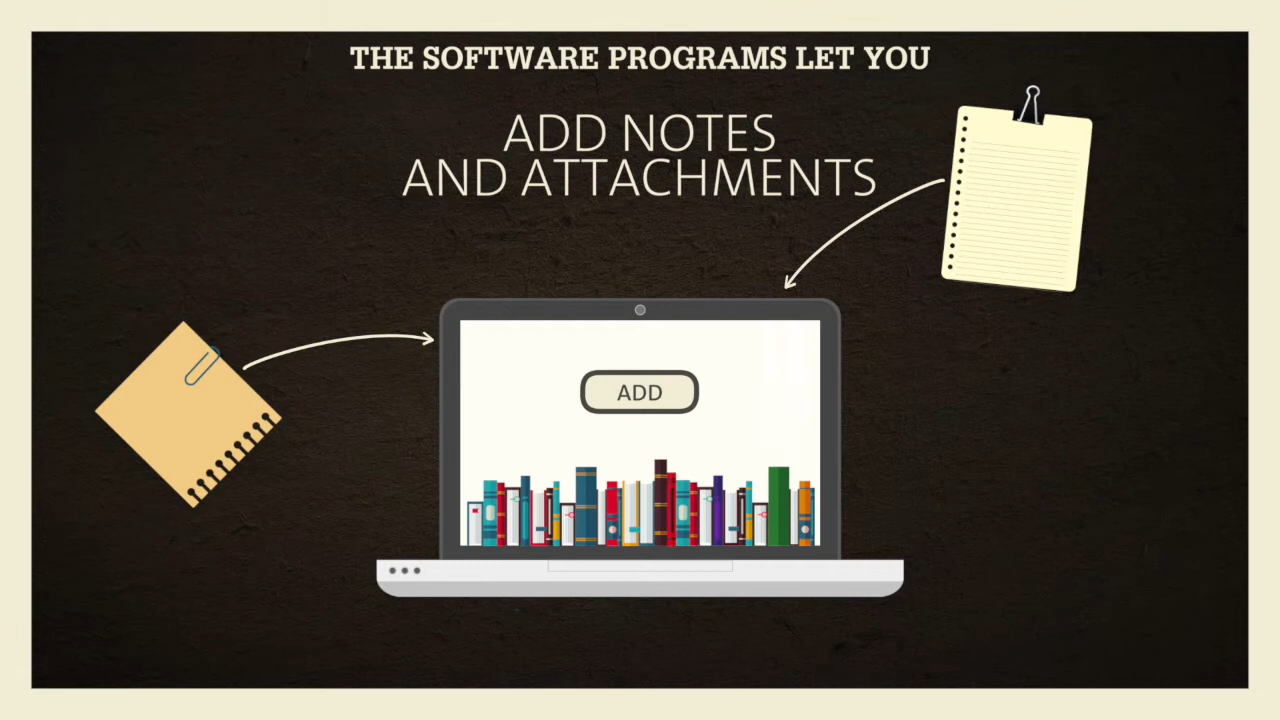 THE SOFTWARE PROGRAMS LET YOU
ADD NOTES
AND ATTACHMENTS
ADD